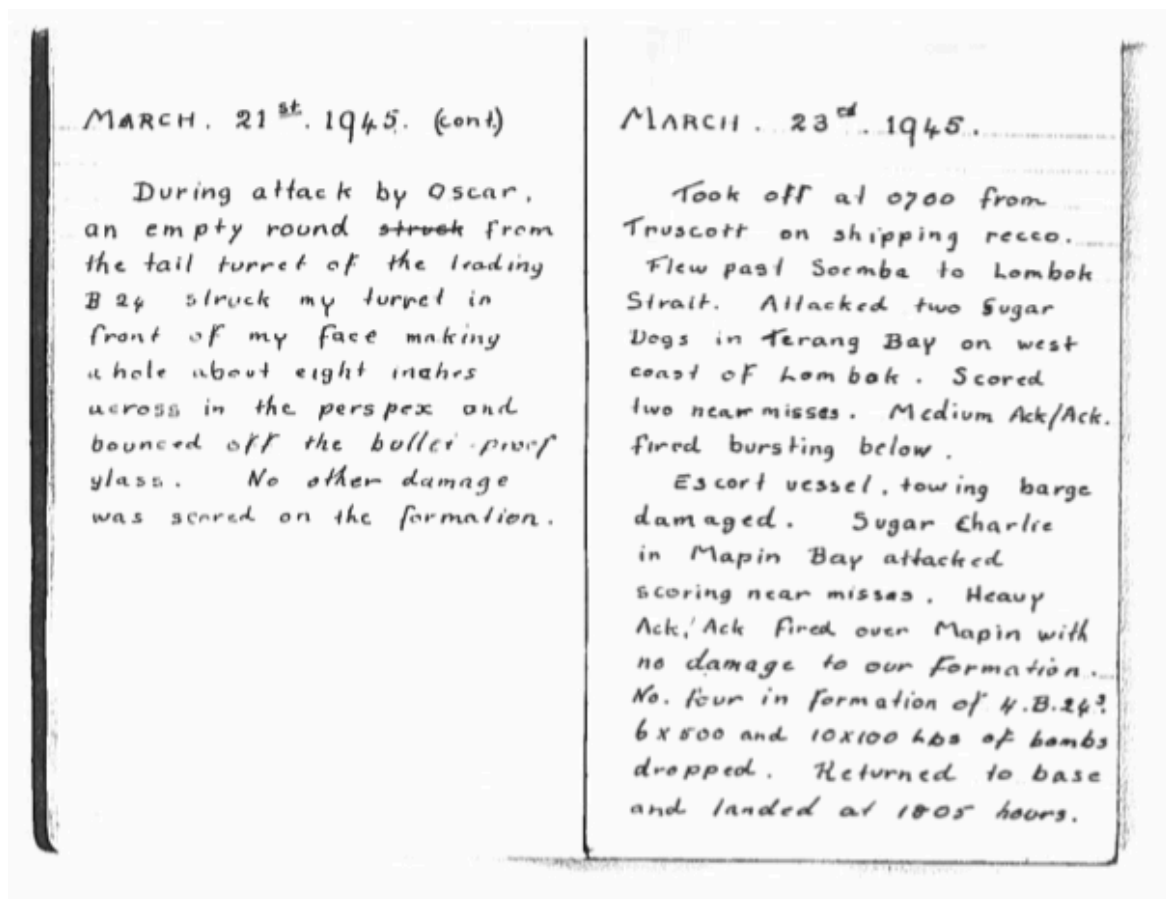 MARCH. 21st. 1945. (cont)
During attack by Oscar,
an empty round struck from
the tail turret of the leading
B 24 struck my turret in
front of my face making
a hole about eight inches
across in the perspex and
bounced off the bullet-proof
glass. No other damage
was scored on the formation.
MARCH. 23rd. 1945.
Took off at 0700 from
Truscott on shipping recco.
Flew past Soemba to Lombok
Strait. Attacked two Sugar
Dogs in Terang Bay on west
coast of Lombok. Scored
two near misses. Medium Ack/Ack.
fired bursting below.
Escort vessel, towing barge
damaged. Sugar Charlie
in Mapin Bay attacked
scoring near misses. Heavy
Ack/Ack fired over Mapin with
no damage to our formation.
No. four in formation of 4.B.24s.
6 x 500 and 10x100 lbs of bombs
dropped. Returned to base
and landed at 1805 hours.